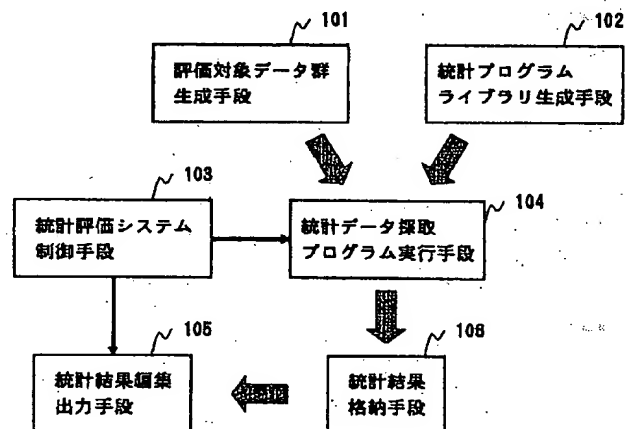 101
評価対象データ群
生成手段
102
統計プログラム
ライブラリ生成手段
103
統計評価システム
制御手段
104
統計データ採取
プログラム実行手段
105
統計結果編集
出力手段
106
統計結果
格納手段